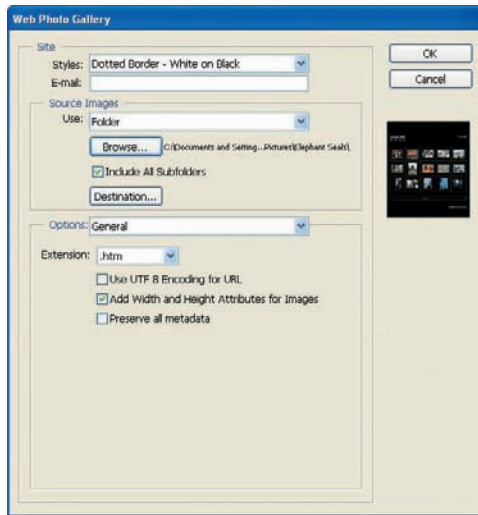 Web Photo Gallery
Site
Styles: Dotted Border - White on Black
OK
E-mail:
Cancel
Source Images
Use: Folder
Browse... C:\Documents and Setting...Pictures\Elephant Seals\
Include All Subfolders
Destination...
Options: General
Extension: .htm
Use UTF 8 Encoding for URL
Add Width and Height Attributes for Images
Preserve all metadata